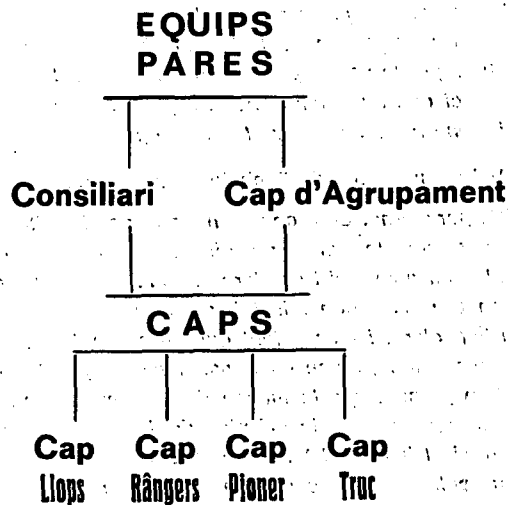 EQUIPS
PARES
Consiliari Cap d'Agrupament
CAPS
Cap Cap Cap Cap
Llops Rângers Pioner Truc